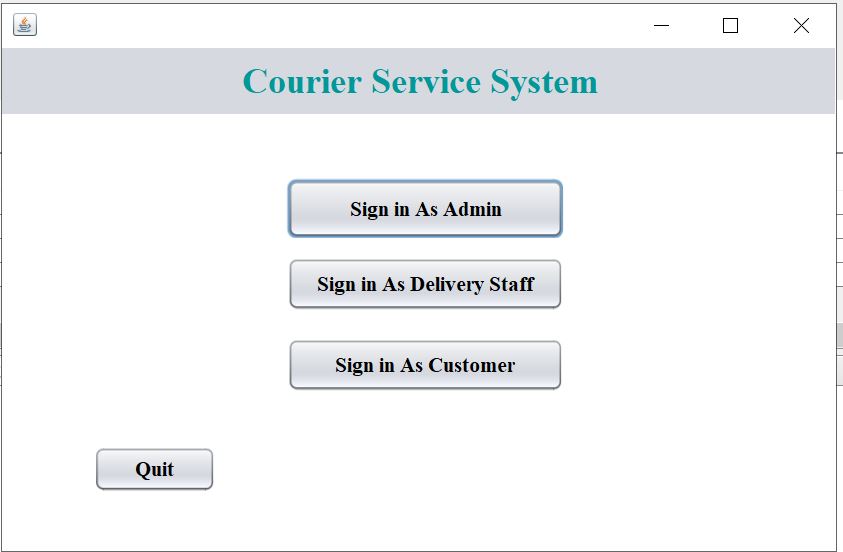 Courier Service System
Sign in As Admin
Sign in As Delivery Staff
Sign in As Customer
Quit